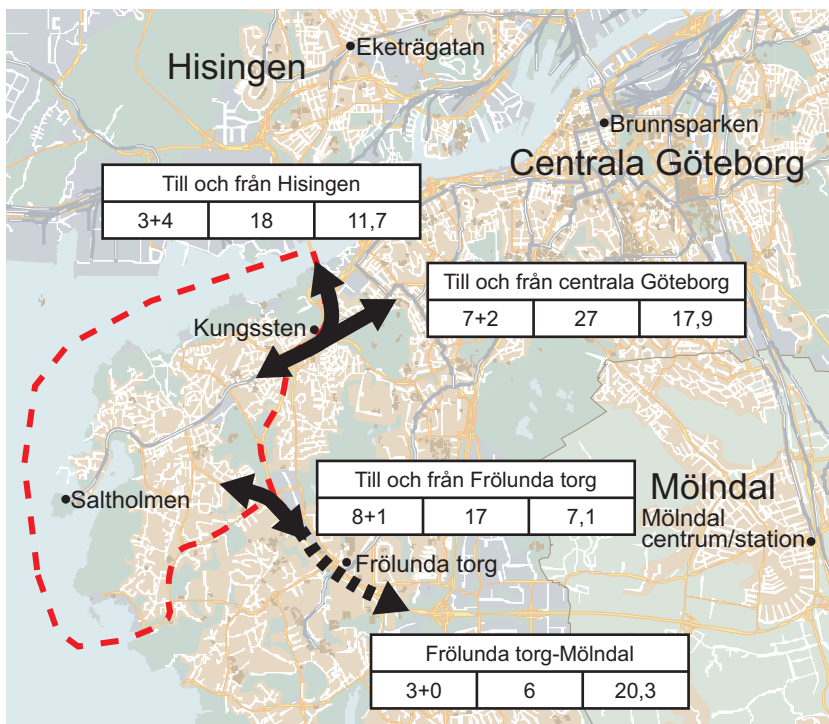 Hisingen
Eketrägatan
Brunnsparken
Centrala Göteborg
Till och från Hisingen
3+4 18 11,7
Till och från centrala Göteborg
7+2 27 17,9
Kungssten
Till och från Frölunda torg
8+1 17 7,1
Mölndal
Mölndal
centrum/station
Saltholmen
Frölunda torg
Frölunda torg-Mölndal
3+0 6 20,3